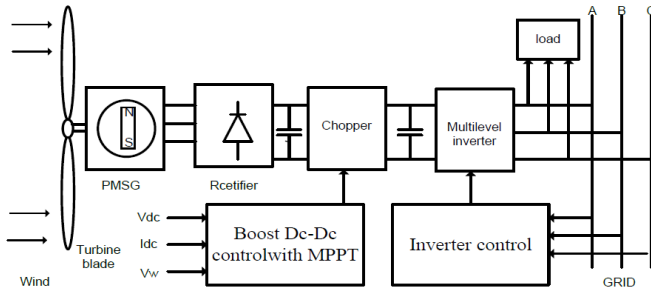 A B C
load
N
S
Chopper
Multilevel
inverter
PMSG
Rcetifier
Vdc
Idc
Vw
Boost Dc-Dc
controlwith MPPT
Inverter control
Turbine
blade
Wind
GRID